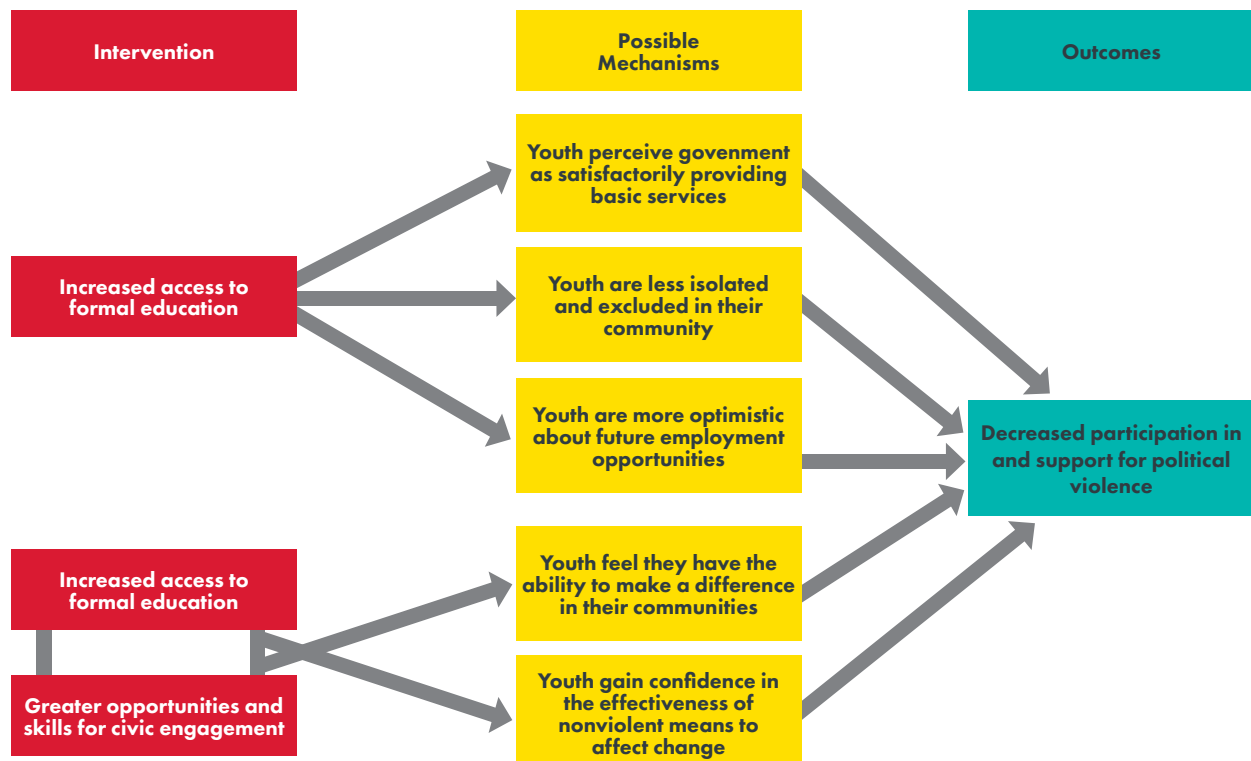 Intervention
Possible
Mechanisms
Outcomes
Youth perceive govenment
as satisfactorily providing
basic services
Increased access to
formal education
Youth are less isolated
and excluded in their
community
Youth are more optimistic
about future employment
opportunities
Decreased participation in
and support for political
violence
Increased access to
formal education
Youth feel they have the
ability to make a difference
in their communities
Greater opportunities and
skills for civic engagement
Youth gain confidence in
the effectiveness of
nonviolent means to
affect change